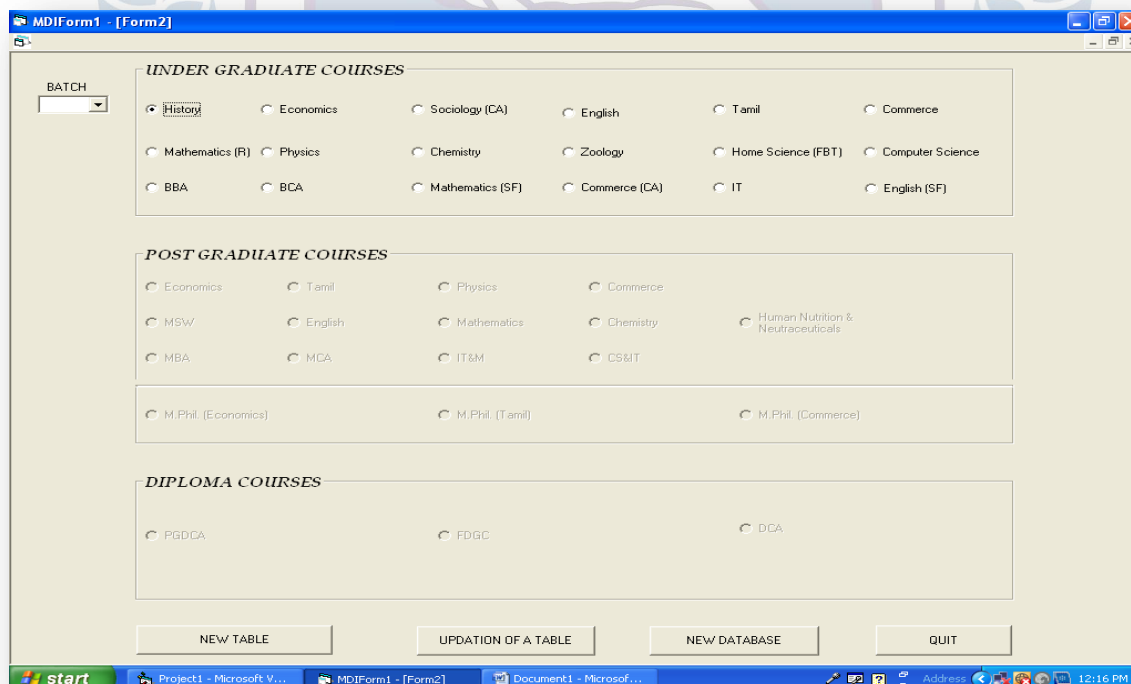 MDIForm1 - [Form2]
UNDER GRADUATE COURSES
BATCH
History Economics Sociology (CA) English Tamil Commerce
Mathematics (R) Physics Chemistry Zoology Home Science (FBT) Computer Science
BBA BCA Mathematics (SF) Commerce (CA) IT English (SF)
POST GRADUATE COURSES
Economics Tamil Physics Commerce
MSW English Mathematics Chemistry Human Nutrition &
Neutraceuticals
MBA MCA IT&M CS&IT
M.Phil. (Economics) M.Phil. (Tamil) M.Phil. (Commerce)
DIPLOMA COURSES
PGDCA FDGC DCA
NEW TABLE UPDATION OF A TABLE NEW DATABASE QUIT
start Project1 - Microsoft V... MDIForm1 - [Form2] Document1 - Microsof... Address 12:16 PM